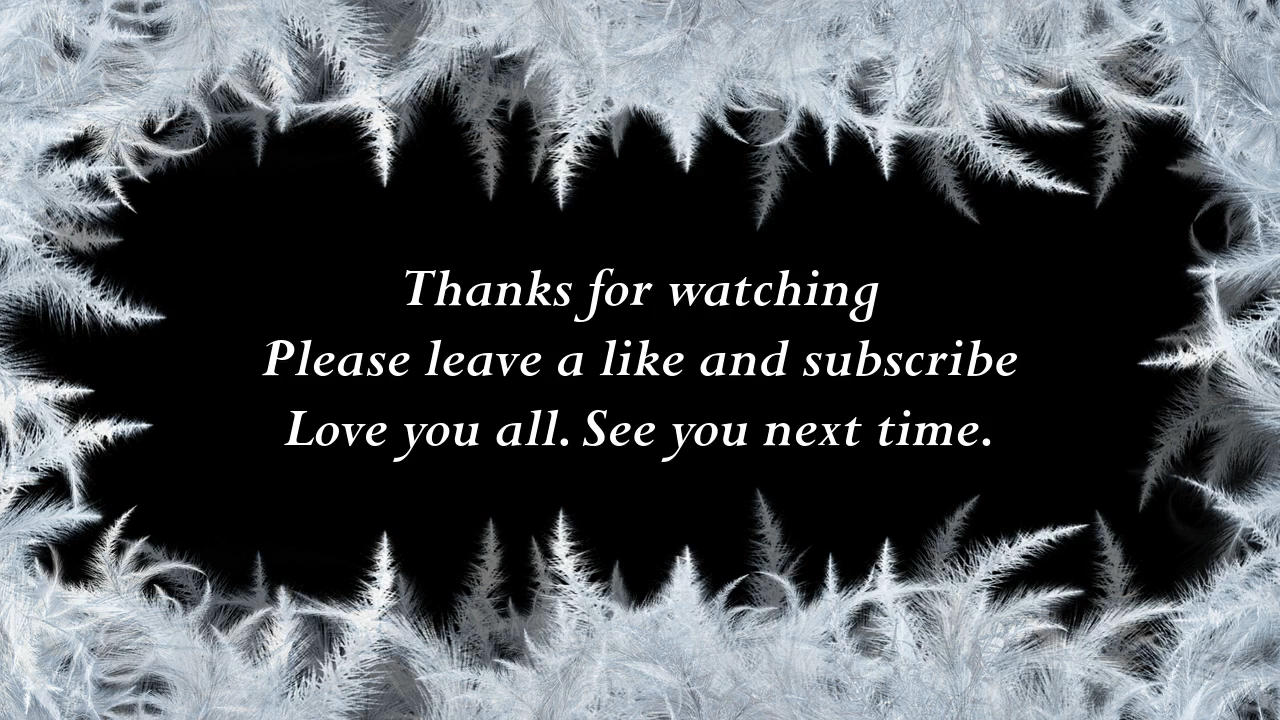 Thanks for watching
Please leave a like and subscribe
Love you all. See you next time.